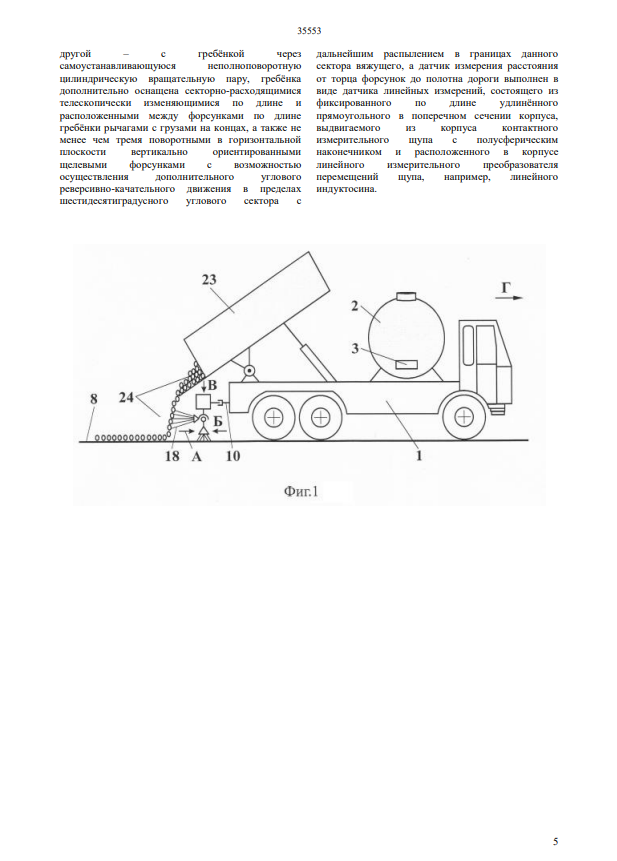 35553
другой – с гребёнкой через
самоустанавливающуюся неполноповоротную
цилиндрическую вращательную пару, гребёнка
дополнительно оснащена секторно-расходящимися
телескопически изменяющимися по длине и
расположенными между форсунками по длине
гребёнки рычагами с грузами на концах, а также не
менее чем тремя поворотными в горизонтальной
плоскости вертикально ориентированными
щелевыми форсунками с возможностью
осуществления дополнительного углового
реверсивно-качательного движения в пределах
шестидесятиградусного углового сектора с
дальнейшим распылением в границах данного
сектора вяжущего, а датчик измерения расстояния
от торца форсунок до полотна дороги выполнен в
виде датчика линейных измерений, состоящего из
фиксированного по длине удлинённого
прямоугольного в поперечном сечении корпуса,
выдвигаемого из корпуса контактного
измерительного щупа с полусферическим
наконечником и расположенного в корпусе
линейного измерительного преобразователя
перемещений щупа, например, линейного
индуктосина.
23
2
Г
3
В
8
24
Б
18
А
10
1
Фиг.1
5